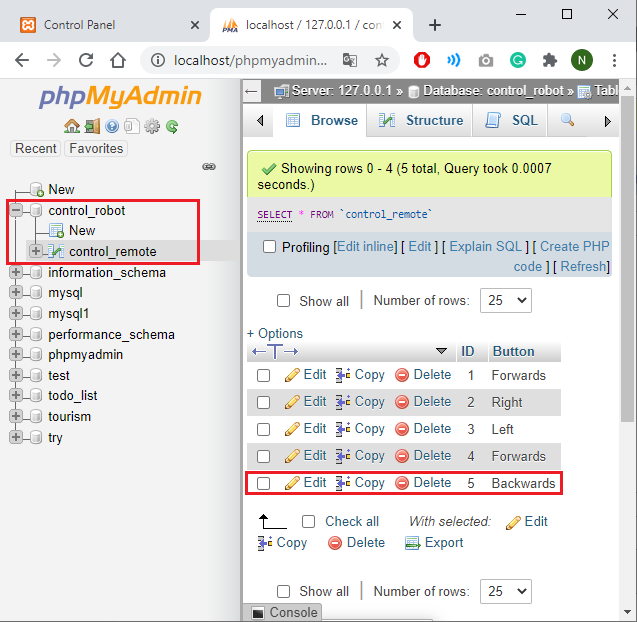 Control Panel
PMA
localhost / 127.0.0.1 / con
localhost/phpmyadmin...
N
phpMyAdmin
Recent Favorites
New
control_robot
New
control_remote
information_schema
mysql
mysql1
performance_schema
phpmyadmin
test
todo_list
tourism
try
Server: 127.0.0.1 » Database: control_robot » Tabl
Browse Structure SQL
Showing rows 0 - 4 (5 total, Query took 0.0007
seconds.)
SELECT * FROM `control_remote`
Profiling [Edit inline] [ Edit ] [ Explain SQL ] [ Create PHP
code ] [ Refresh]
Show all | Number of rows: 25
+ Options
←T→ ID Button
Edit Copy Delete 1 Forwards
Edit Copy Delete 2 Right
Edit Copy Delete 3 Left
Edit Copy Delete 4 Forwards
Edit Copy Delete 5 Backwards
Check all With selected: Edit
Copy Delete Export
Show all | Number of rows: 25
Console